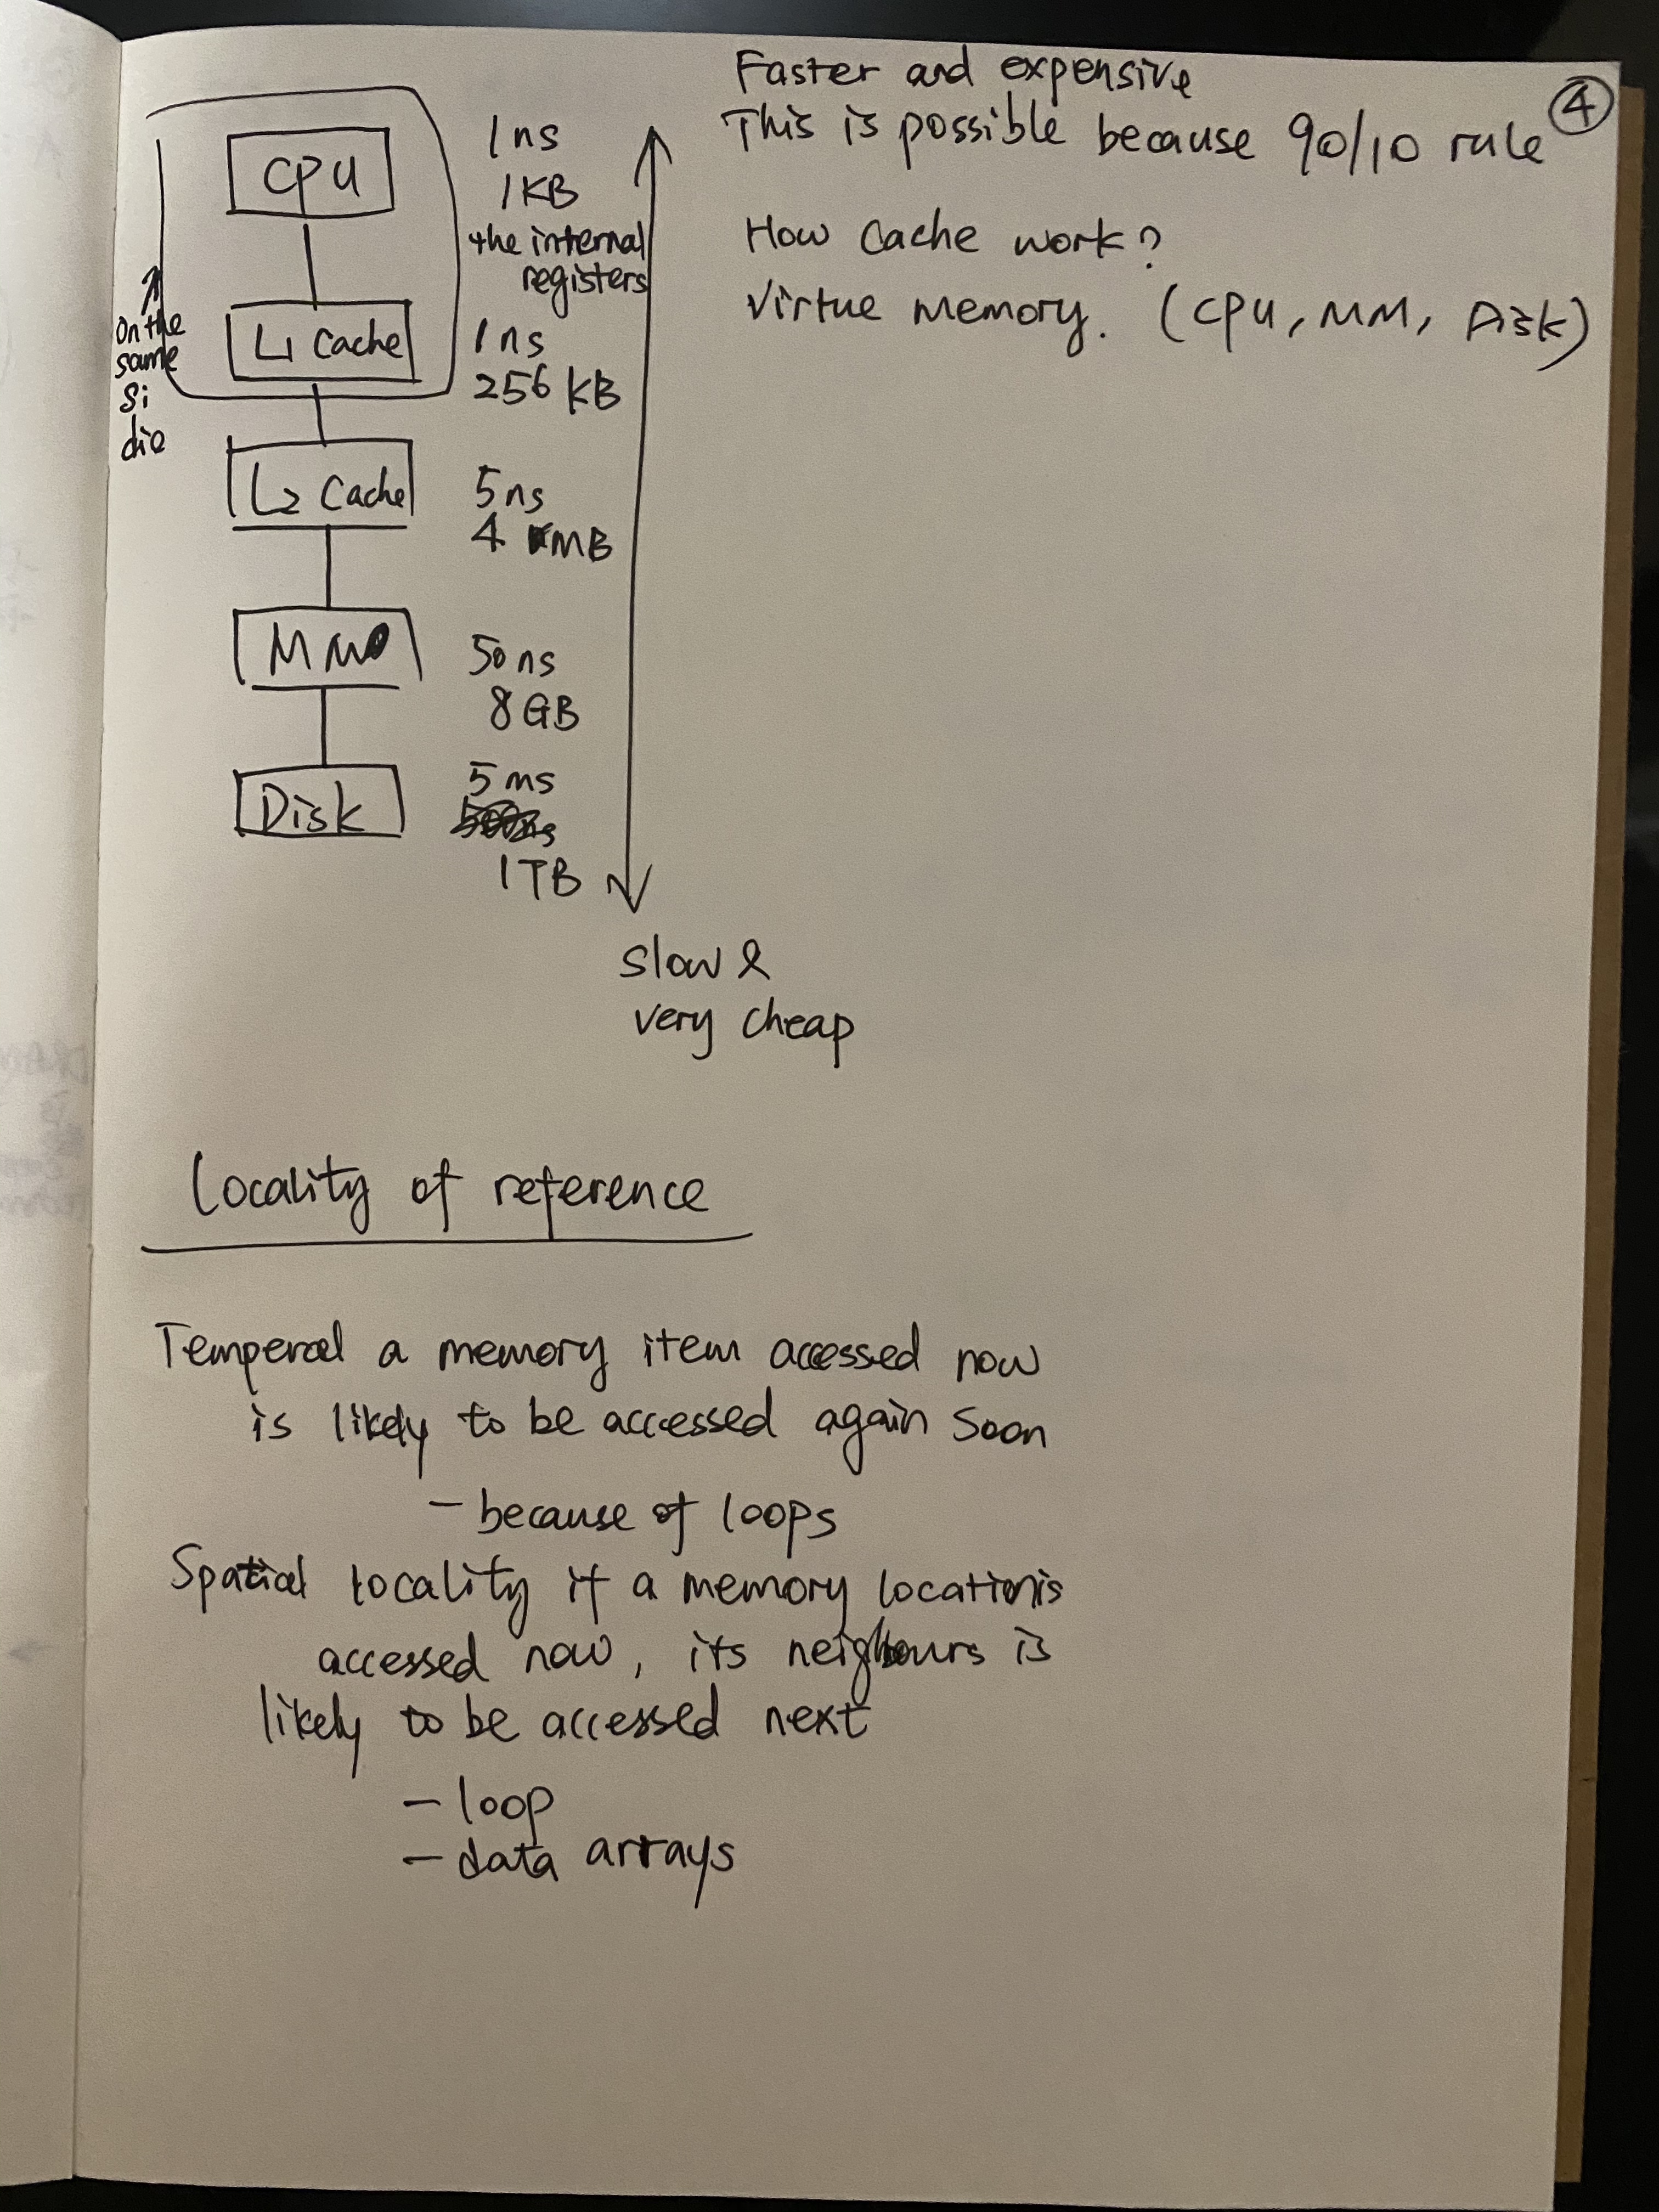 Faster and expensive
This is possible because 90/10 rule
④
How Cache work?
Virtue memory. (CPU, MM, Disk)
CPU
1ns
1KB
the internal
registers
On the
same
Si
die
L1 Cache
1ns
256 KB
L2 Cache
5ns
4 MB
MM
50ns
8GB
Disk
5ms
1TB
slow &
very cheap
Locality of reference
Temperal a memory item accessed now
is likely to be accessed again soon
- because of loops
Spatial locality if a memory location is
accessed now, its neighbours is
likely to be accessed next
- loop
- data arrays